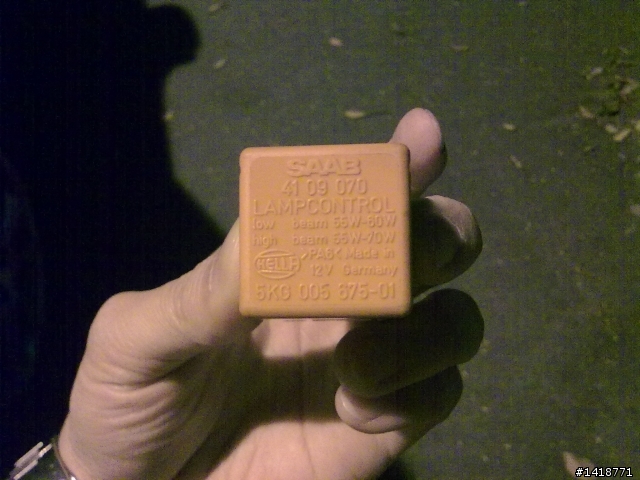 SAAB
41 09 070
LAMPCONTROL
low beam 55W-60W
high beam 55W-70W
HELLA >PA6< Made in
12V Germany
5KG 005 675-01
#1418771